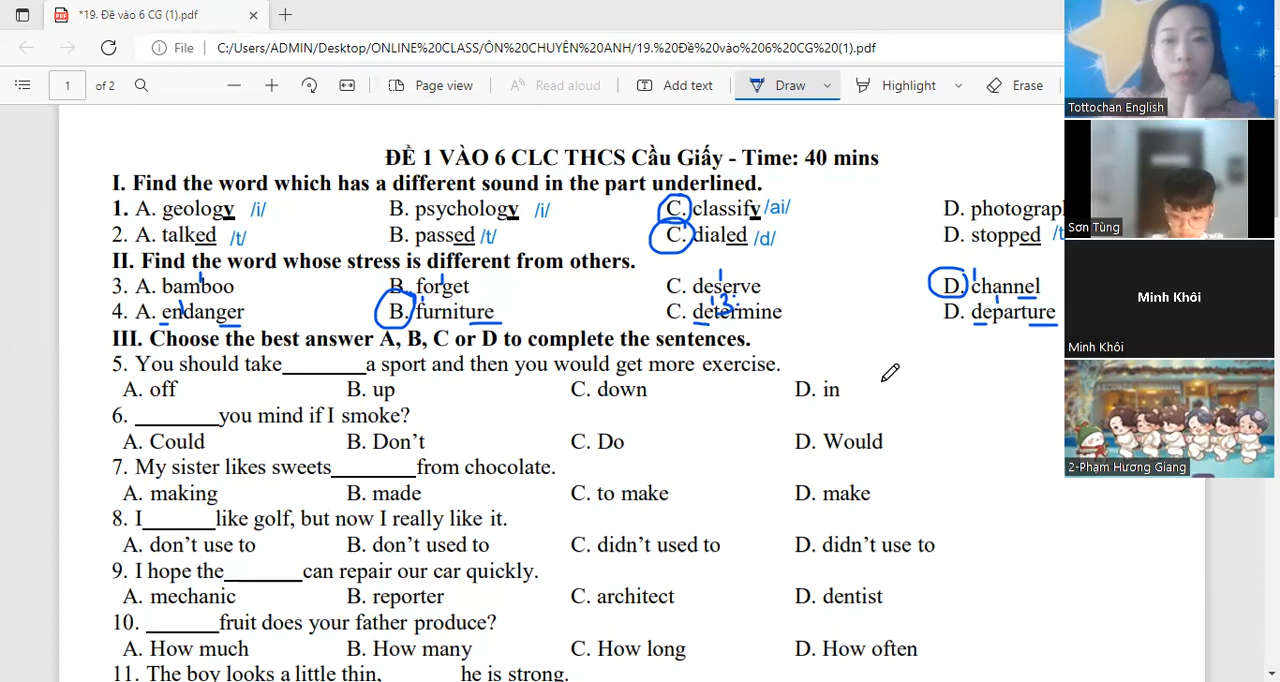 *19. Đề vào 6 CG (1).pdf
File C:/Users/ADMIN/Desktop/ONLINE%20CLASS/ÔN%20CHUYÊN%20ANH/19.%20Đề%20vào%206%20CG%20(1).pdf
1 of 2 Page view Read aloud Add text Draw Highlight Erase
ĐỀ 1 VÀO 6 CLC THCS Cầu Giấy - Time: 40 mins
I. Find the word which has a different sound in the part underlined.
1. A. geology /i/ B. psychology /i/ C. classify /ai/ D. photograp
2. A. talked /t/ B. passed /t/ C. dialed /d/ D. stopped /t
II. Find the word whose stress is different from others.
3. A. bamboo B. forget C. deserve D. channel
4. A. endanger B. furniture C. determine D. departure
III. Choose the best answer A, B, C or D to complete the sentences.
5. You should take________a sport and then you would get more exercise.
A. off B. up C. down D. in
6. ________you mind if I smoke?
A. Could B. Don't C. Do D. Would
7. My sister likes sweets________from chocolate.
A. making B. made C. to make D. make
8. I_______like golf, but now I really like it.
A. don't use to B. don't used to C. didn't used to D. didn't use to
9. I hope the_______can repair our car quickly.
A. mechanic B. reporter C. architect D. dentist
10. _______fruit does your father produce?
A. How much B. How many C. How long D. How often
11. The boy looks a little thin, _______he is strong.
Tottochan English
Sơn Tùng
Minh Khôi
Minh Khôi
2-Phạm Hương Giang